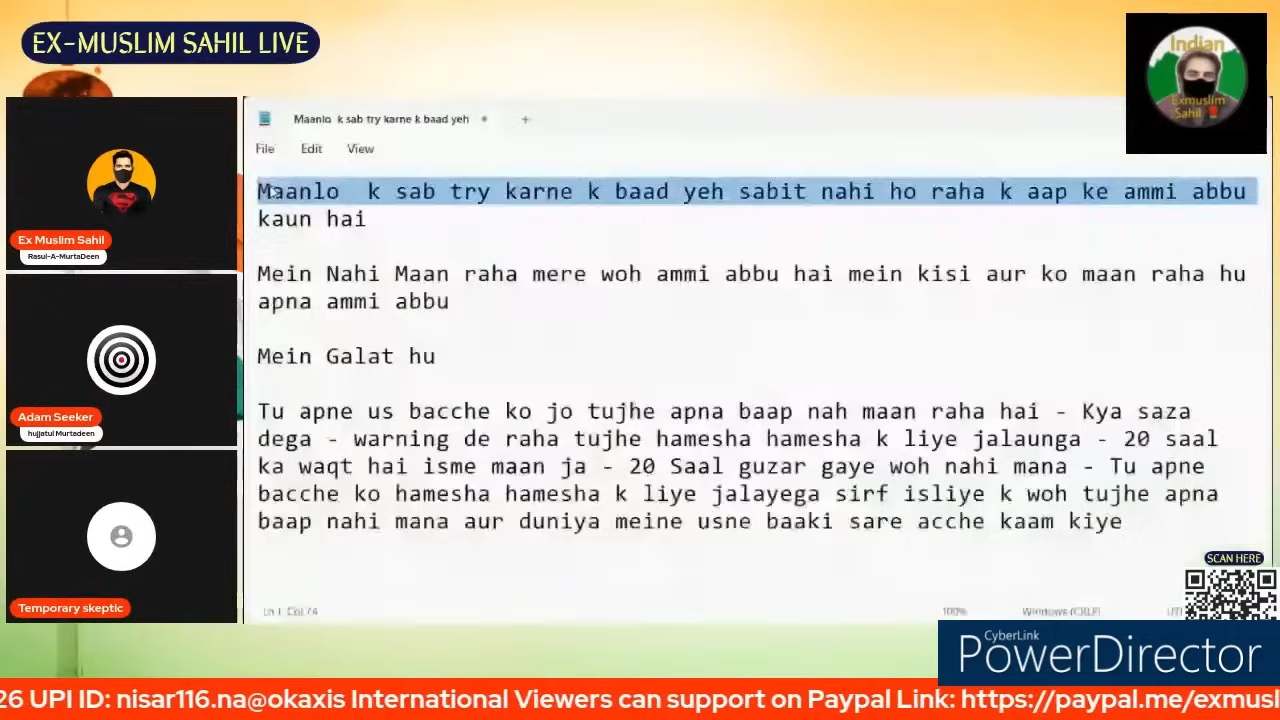 EX-MUSLIM SAHIL LIVE
Indian
Exmuslim
Sahil
Ex Muslim Sahil
Rasul-A-MurtaDeen
Adam Seeker
hujjatul Murtadeen
Temporary skeptic
Maanlo k sab try karne k baad yeh
File Edit View
Maanlo k sab try karne k baad yeh sabit nahi ho raha k aap ke ammi abbu
kaun hai
Mein Nahi Maan raha mere woh ammi abbu hai mein kisi aur ko maan raha hu
apna ammi abbu
Mein Galat hu
Tu apne us bacche ko jo tujhe apna baap nah maan raha hai - Kya saza
dega - warning de raha tujhe hamesha hamesha k liye jalaunga - 20 saal
ka waqt hai isme maan ja - 20 Saal guzar gaye woh nahi mana - Tu apne
bacche ko hamesha hamesha k liye jalayega sirf isliye k woh tujhe apna
baap nahi mana aur duniya meine usne baaki sare acche kaam kiye
100% Windows (CRLF)
SCAN HERE
CyberLink
PowerDirector
26 UPI ID: nisar116.na@okaxis International Viewers can support on Paypal Link: https://paypal.me/exmusl